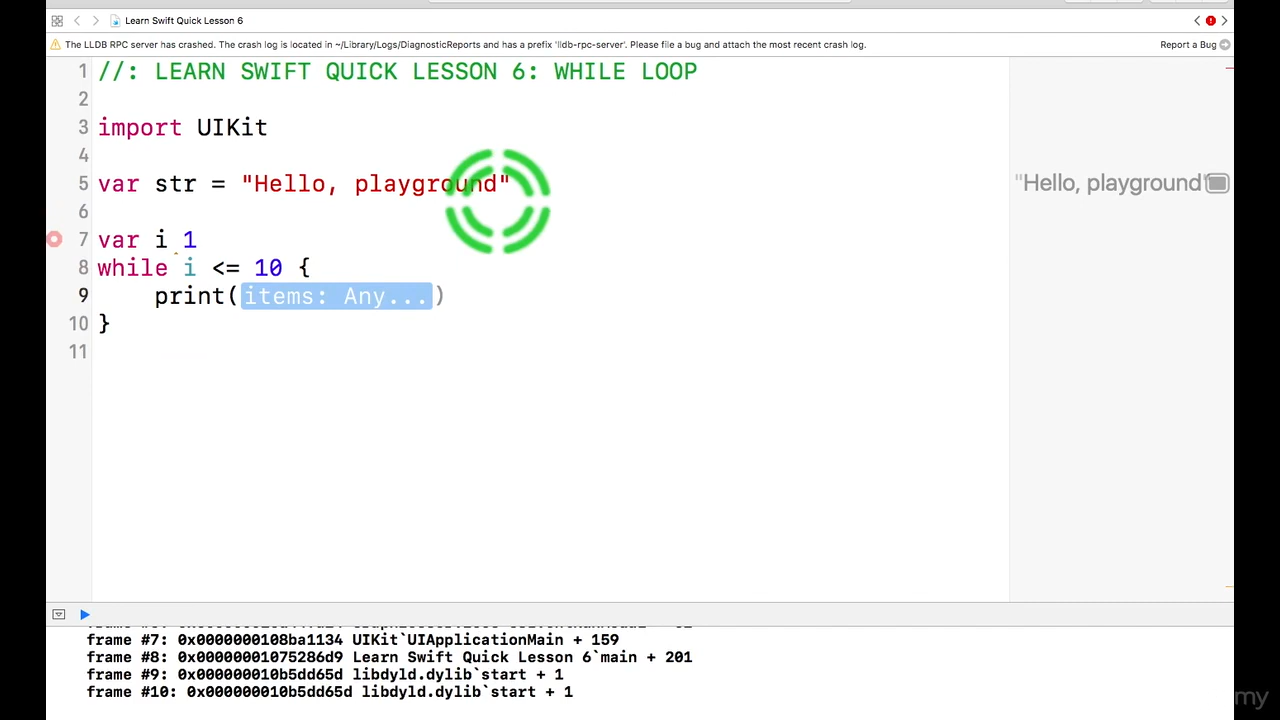 Learn Swift Quick Lesson 6
The LLDB RPC server has crashed. The crash log is located in ~/Library/Logs/DiagnosticReports and has a prefix 'lldb-rpc-server'. Please file a bug and attach the most recent crash log. Report a Bug
1 //: LEARN SWIFT QUICK LESSON 6: WHILE LOOP
2
3 import UIKit
4
5 var str = "Hello, playground" "Hello, playground"
6
7 var i 1
8 while i <= 10 {
9 print(items: Any...)
10 }
11
frame #7: 0x0000000108ba1134 UIKit`UIApplicationMain + 159
frame #8: 0x00000001075286d9 Learn Swift Quick Lesson 6`main + 201
frame #9: 0x000000010b5dd65d libdyld.dylib`start + 1
frame #10: 0x000000010b5dd65d libdyld.dylib`start + 1
my